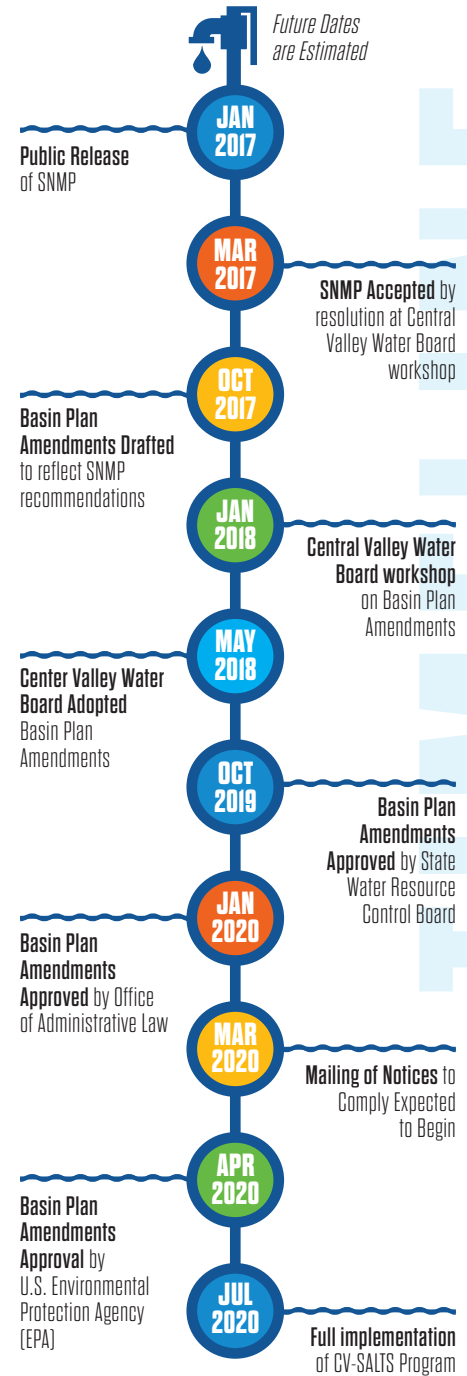 Future Dates
are Estimated
JAN
2017
Public Release
of SNMP
MAR
2017
SNMP Accepted by
resolution at Central
Valley Water Board
workshop
OCT
2017
Basin Plan
Amendments Drafted
to reflect SNMP
recommendations
JAN
2018
Central Valley Water
Board workshop
on Basin Plan
Amendments
MAY
2018
Center Valley Water
Board Adopted
Basin Plan
Amendments
OCT
2019
Basin Plan
Amendments
Approved by State
Water Resource
Control Board
JAN
2020
Basin Plan
Amendments
Approved by Office
of Administrative Law
MAR
2020
Mailing of Notices to
Comply Expected
to Begin
APR
2020
Basin Plan
Amendments
Approval by
U.S. Environmental
Protection Agency
(EPA)
JUL
2020
Full implementation
of CV-SALTS Program